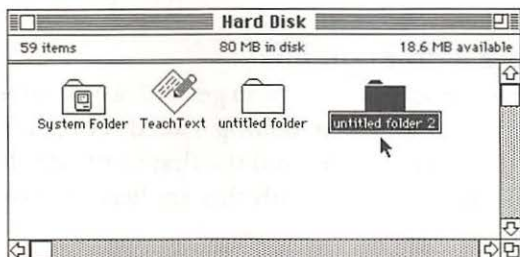 Hard Disk
59 items 80 MB in disk 18.6 MB available
System Folder TeachText untitled folder untitled folder 2